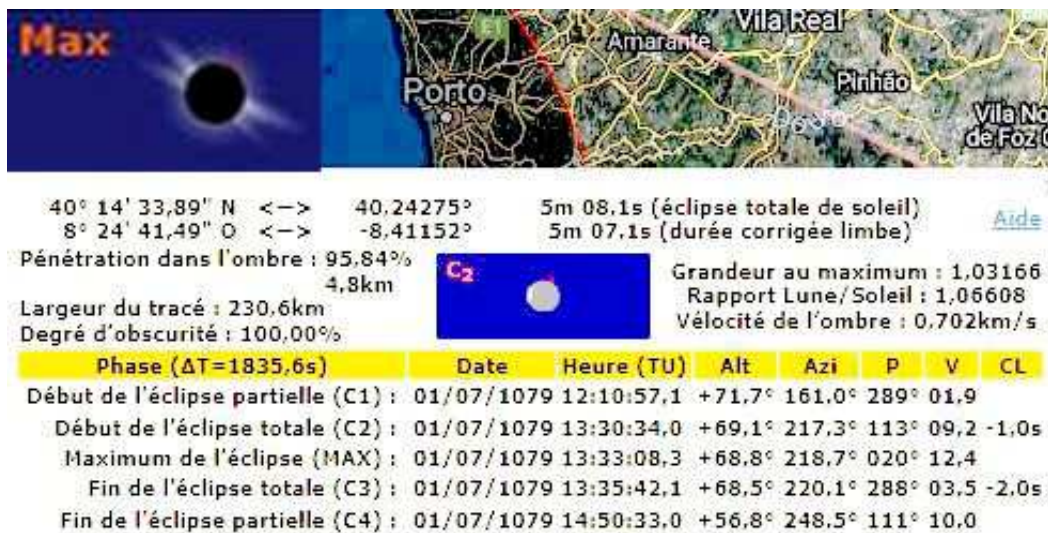 Max
Vila Real
Amarante
Porto
Pinhão
Douro
Vila No
de Foz
40° 14' 33,89" N <—> 40,24275°
8° 24' 41,49" O <—> -8,41152°
5m 08,1s (éclipse totale de soleil)
5m 07,1s (durée corrigée limbe)
Aide
Pénétration dans l'ombre : 95,84%
4,8km
Largeur du tracé : 230,6km
Degré d'obscurité : 100,00%
C2
Grandeur au maximum : 1,03166
Rapport Lune/Soleil : 1,06608
Vélocité de l'ombre : 0,702km/s
Phase (ΔT=1835,6s) Date Heure (TU) Alt Azi P V CL
Début de l'éclipse partielle (C1) : 01/07/1079 12:10:57,1 +71,7° 161,0° 289° 01,9
Début de l'éclipse totale (C2) : 01/07/1079 13:30:34,0 +69,1° 217,3° 113° 09,2 -1,0s
Maximum de l'éclipse (MAX) : 01/07/1079 13:33:08,3 +68,8° 218,7° 020° 12,4
Fin de l'éclipse totale (C3) : 01/07/1079 13:35:42,1 +68,5° 220,1° 288° 03,5 -2,0s
Fin de l'éclipse partielle (C4) : 01/07/1079 14:50:33,0 +56,8° 248,5° 111° 10,0